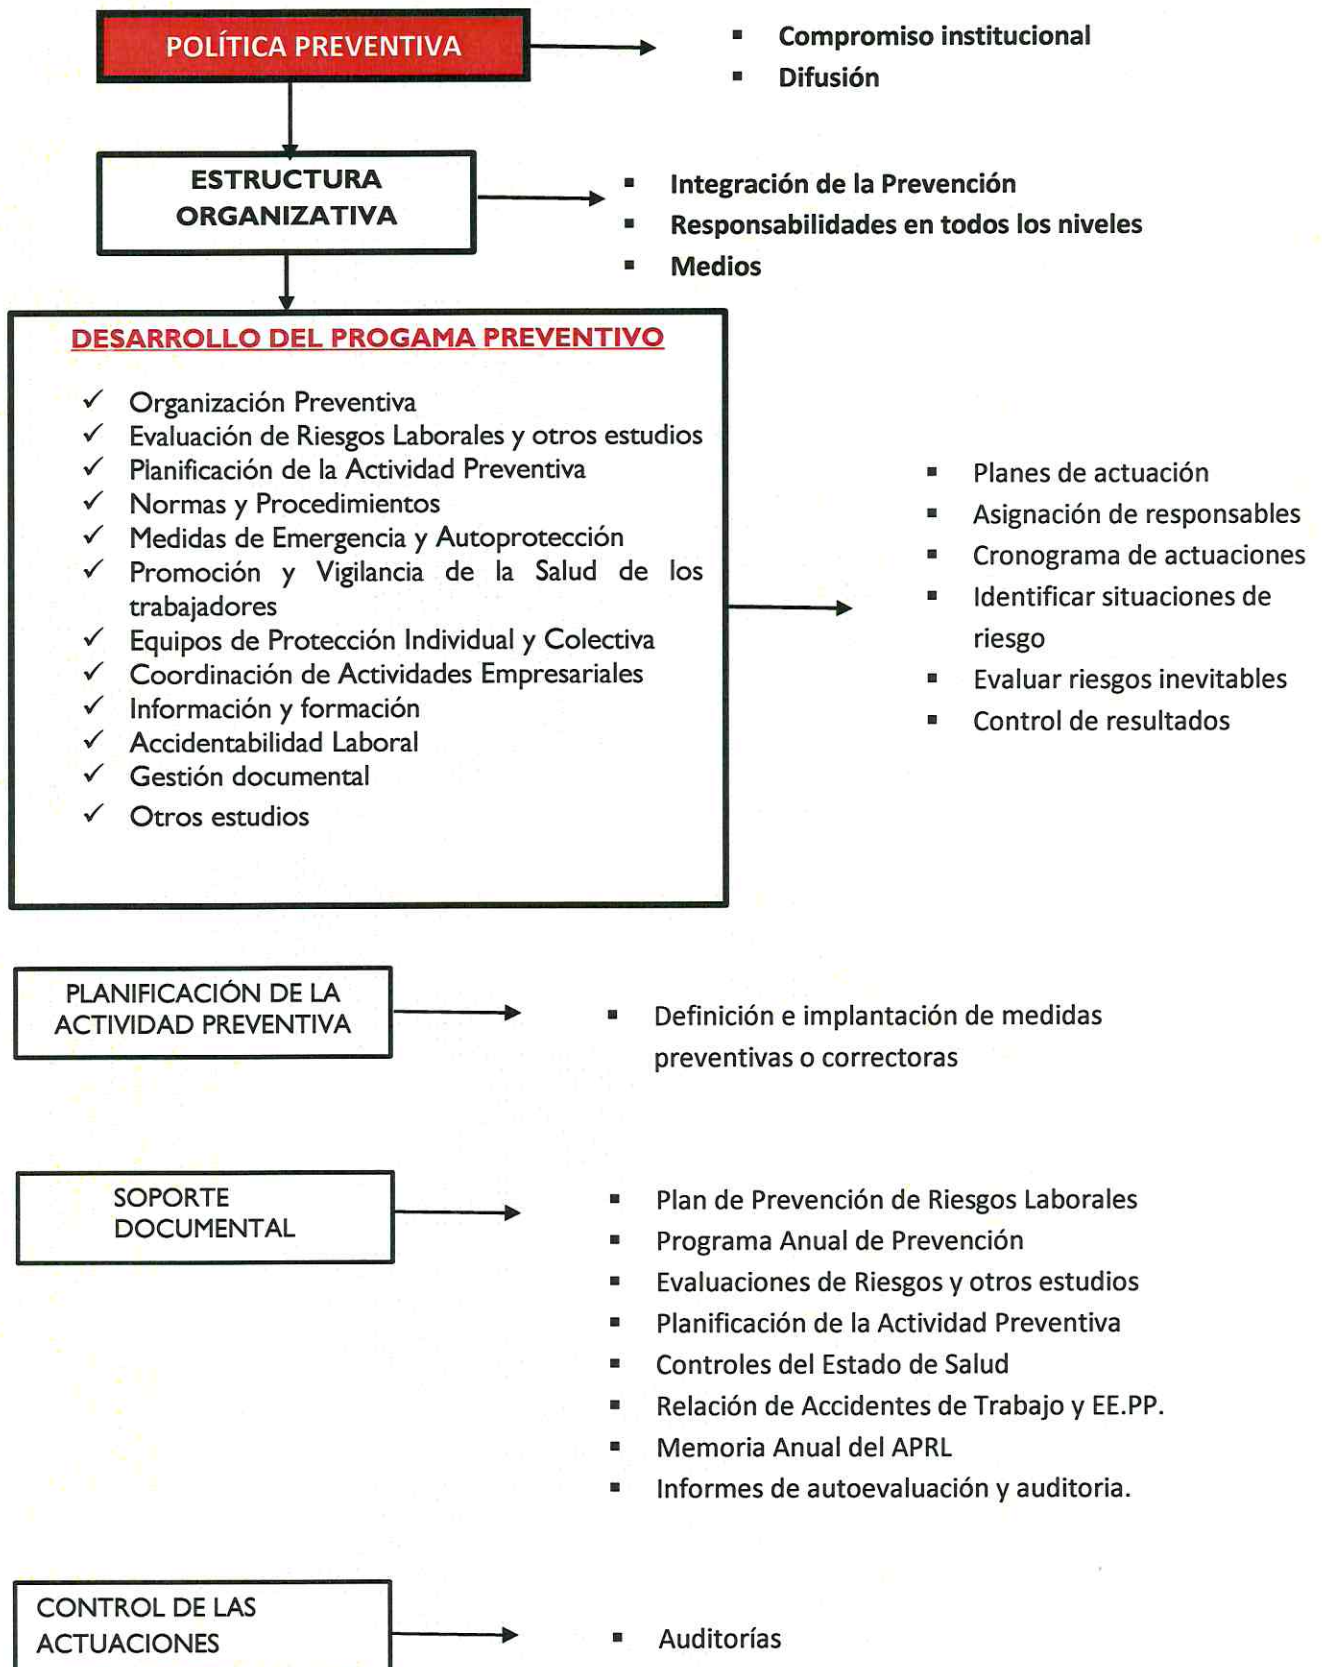 POLÍTICA PREVENTIVA
▪ Compromiso institucional
▪ Difusión
ESTRUCTURA
ORGANIZATIVA
▪ Integración de la Prevención
▪ Responsabilidades en todos los niveles
▪ Medios
DESARROLLO DEL PROGAMA PREVENTIVO
✓ Organización Preventiva
✓ Evaluación de Riesgos Laborales y otros estudios
✓ Planificación de la Actividad Preventiva
✓ Normas y Procedimientos
✓ Medidas de Emergencia y Autoprotección
✓ Promoción y Vigilancia de la Salud de los
trabajadores
✓ Equipos de Protección Individual y Colectiva
✓ Coordinación de Actividades Empresariales
✓ Información y formación
✓ Accidentabilidad Laboral
✓ Gestión documental
✓ Otros estudios
▪ Planes de actuación
▪ Asignación de responsables
▪ Cronograma de actuaciones
▪ Identificar situaciones de
riesgo
▪ Evaluar riesgos inevitables
▪ Control de resultados
PLANIFICACIÓN DE LA
ACTIVIDAD PREVENTIVA
▪ Definición e implantación de medidas
preventivas o correctoras
SOPORTE
DOCUMENTAL
▪ Plan de Prevención de Riesgos Laborales
▪ Programa Anual de Prevención
▪ Evaluaciones de Riesgos y otros estudios
▪ Planificación de la Actividad Preventiva
▪ Controles del Estado de Salud
▪ Relación de Accidentes de Trabajo y EE.PP.
▪ Memoria Anual del APRL
▪ Informes de autoevaluación y auditoria.
CONTROL DE LAS
ACTUACIONES
▪ Auditorías